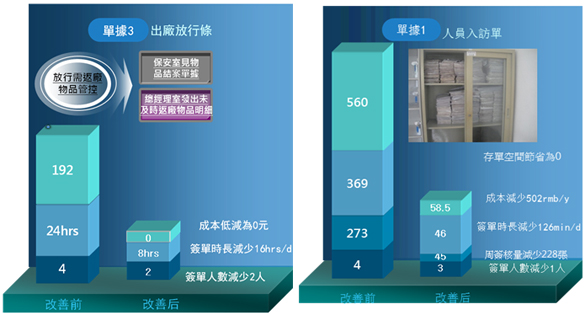 單據3 出廠放行條
放行需返廠
物品管控
保安室見物
品結案單據
總經理室發出未
及時返廠物品明細
192
24hrs
4
0
8hrs
2
成本低減為0元
簽單時長減少16hrs/d
簽單人數減少2人
改善前
改善后
單據1 人員入訪單
560
369
273
4
58.5
46
45
3
存單空間節省為0
成本減少502rmb/y
簽單時長減少126min/d
周簽核量減少228張
簽單人數減少1人
改善前
改善后